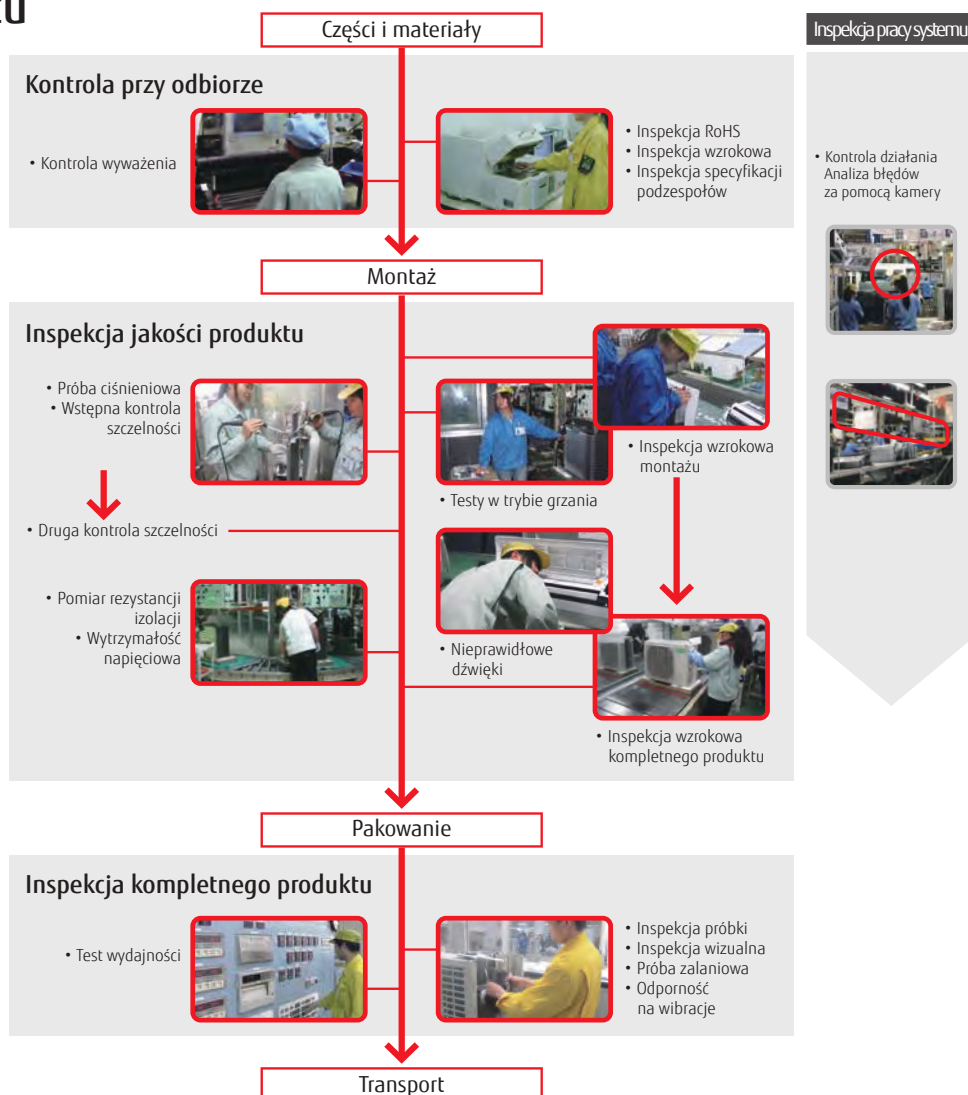 Części i materiały
Inspekcja pracy systemu
Kontrola przy odbiorze
• Kontrola wyważenia
• Inspekcja RoHS
• Inspekcja wzrokowa
• Inspekcja specyfikacji
podzespołów
• Kontrola działania
Analiza błędów
za pomocą kamery
Montaż
Inspekcja jakości produktu
• Próba ciśnieniowa
• Wstępna kontrola
szczelności
• Druga kontrola szczelności
• Testy w trybie grzania
• Inspekcja wzrokowa
montażu
• Pomiar rezystancji
izolacji
• Wytrzymałość
napięciowa
• Nieprawidłowe
dźwięki
• Inspekcja wzrokowa
kompletnego produktu
Pakowanie
Inspekcja kompletnego produktu
• Test wydajności
• Inspekcja próbki
• Inspekcja wizualna
• Próba zalaniowa
• Odporność
na wibracje
Transport